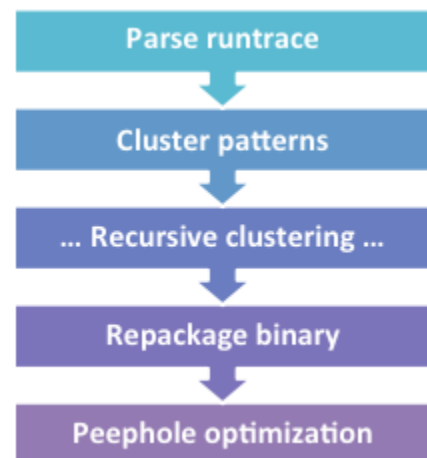 Parse runtrace
Cluster patterns
... Recursive clustering ...
Repackage binary
Peephole optimization